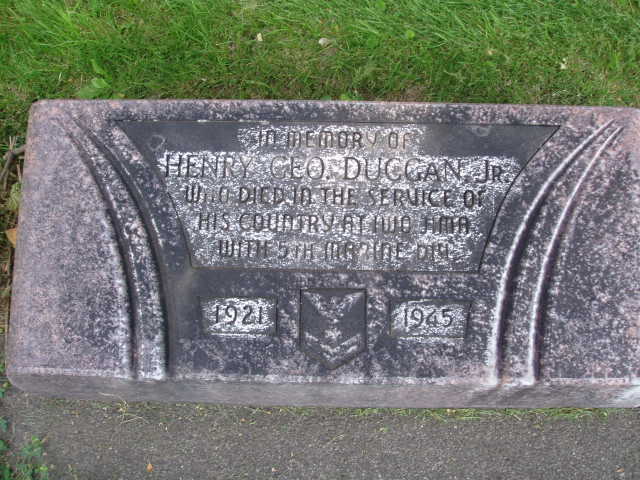 IN MEMORY OF
HENRY GEO. DUGGAN, JR.
WHO DIED IN THE SERVICE OF
HIS COUNTRY AT IWO JIMA
WITH 5TH MARINE DIV.
1921 1945